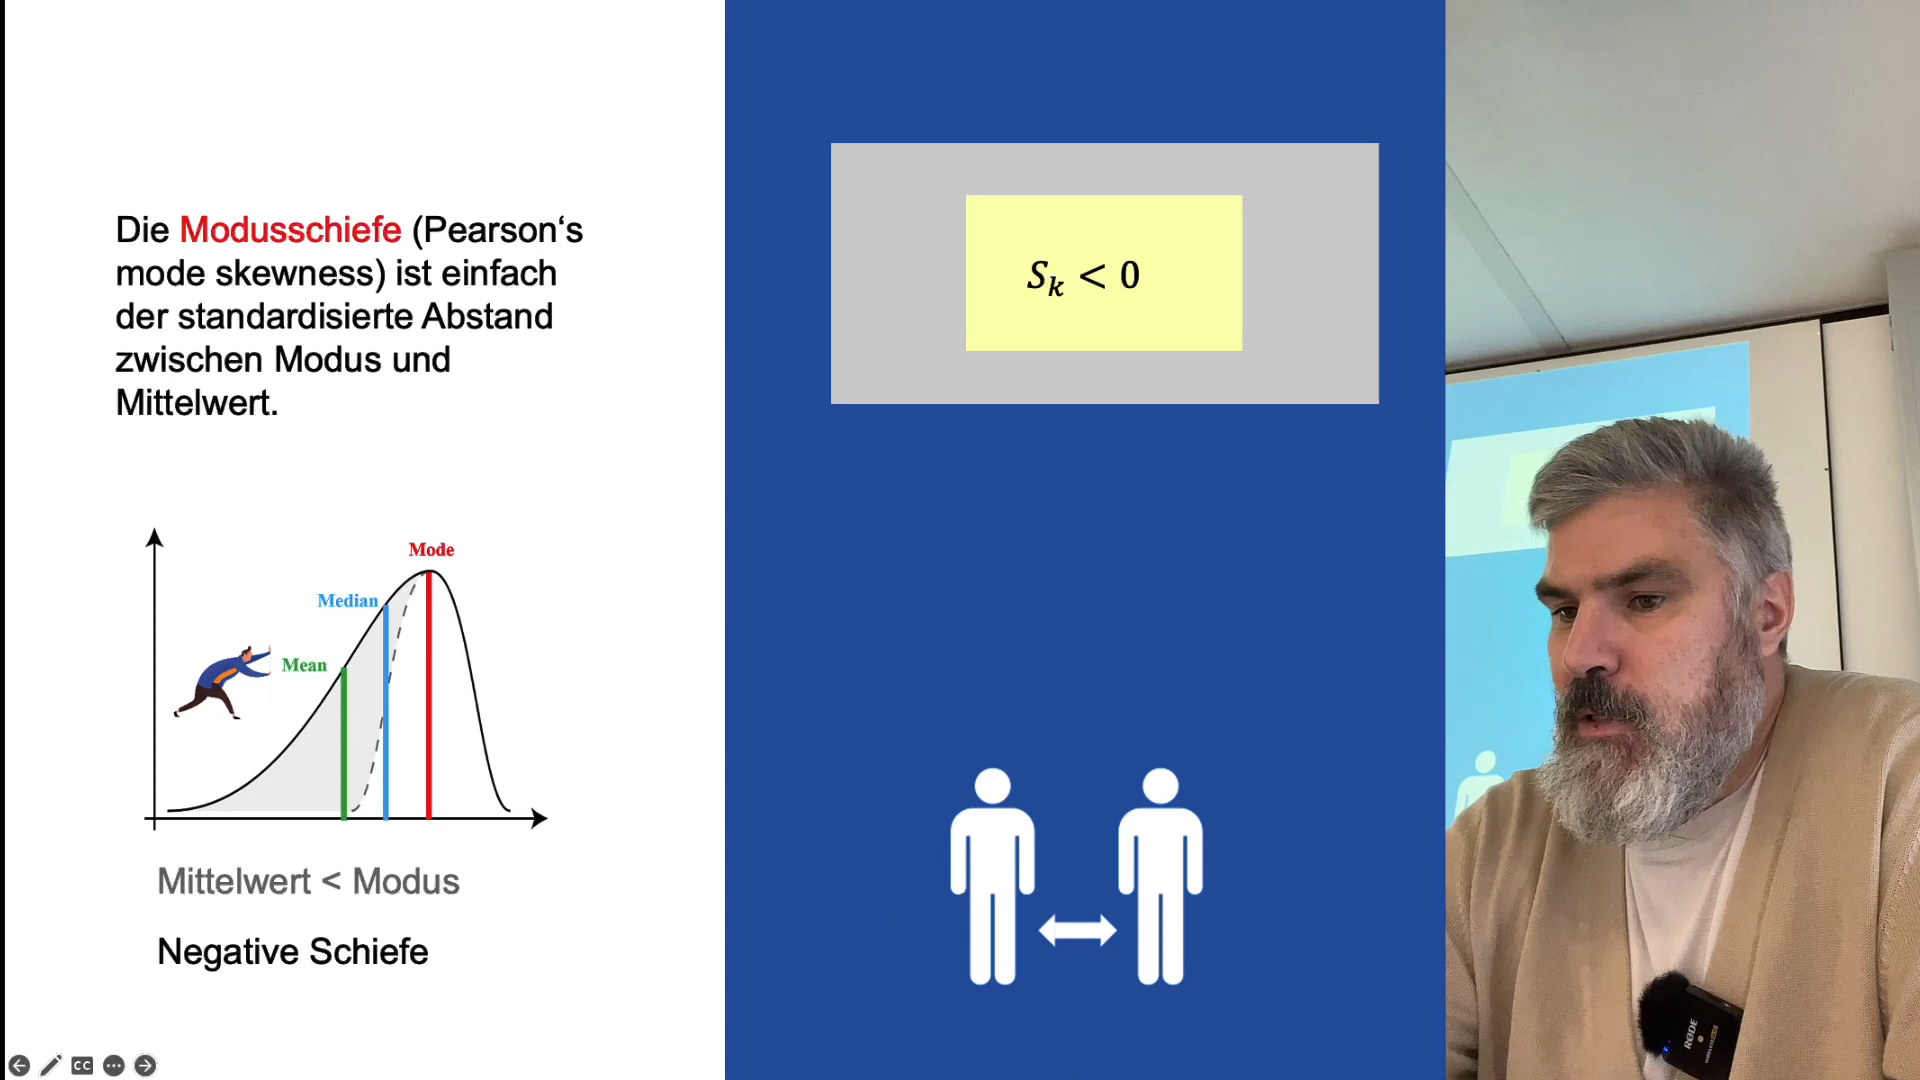 Die Modusschiefe (Pearson‘s
mode skewness) ist einfach
der standardisierte Abstand
zwischen Modus und
Mittelwert.
Mode
Median
Mean
Mittelwert < Modus
Negative Schiefe
CC
Sₖ < 0
RØDE